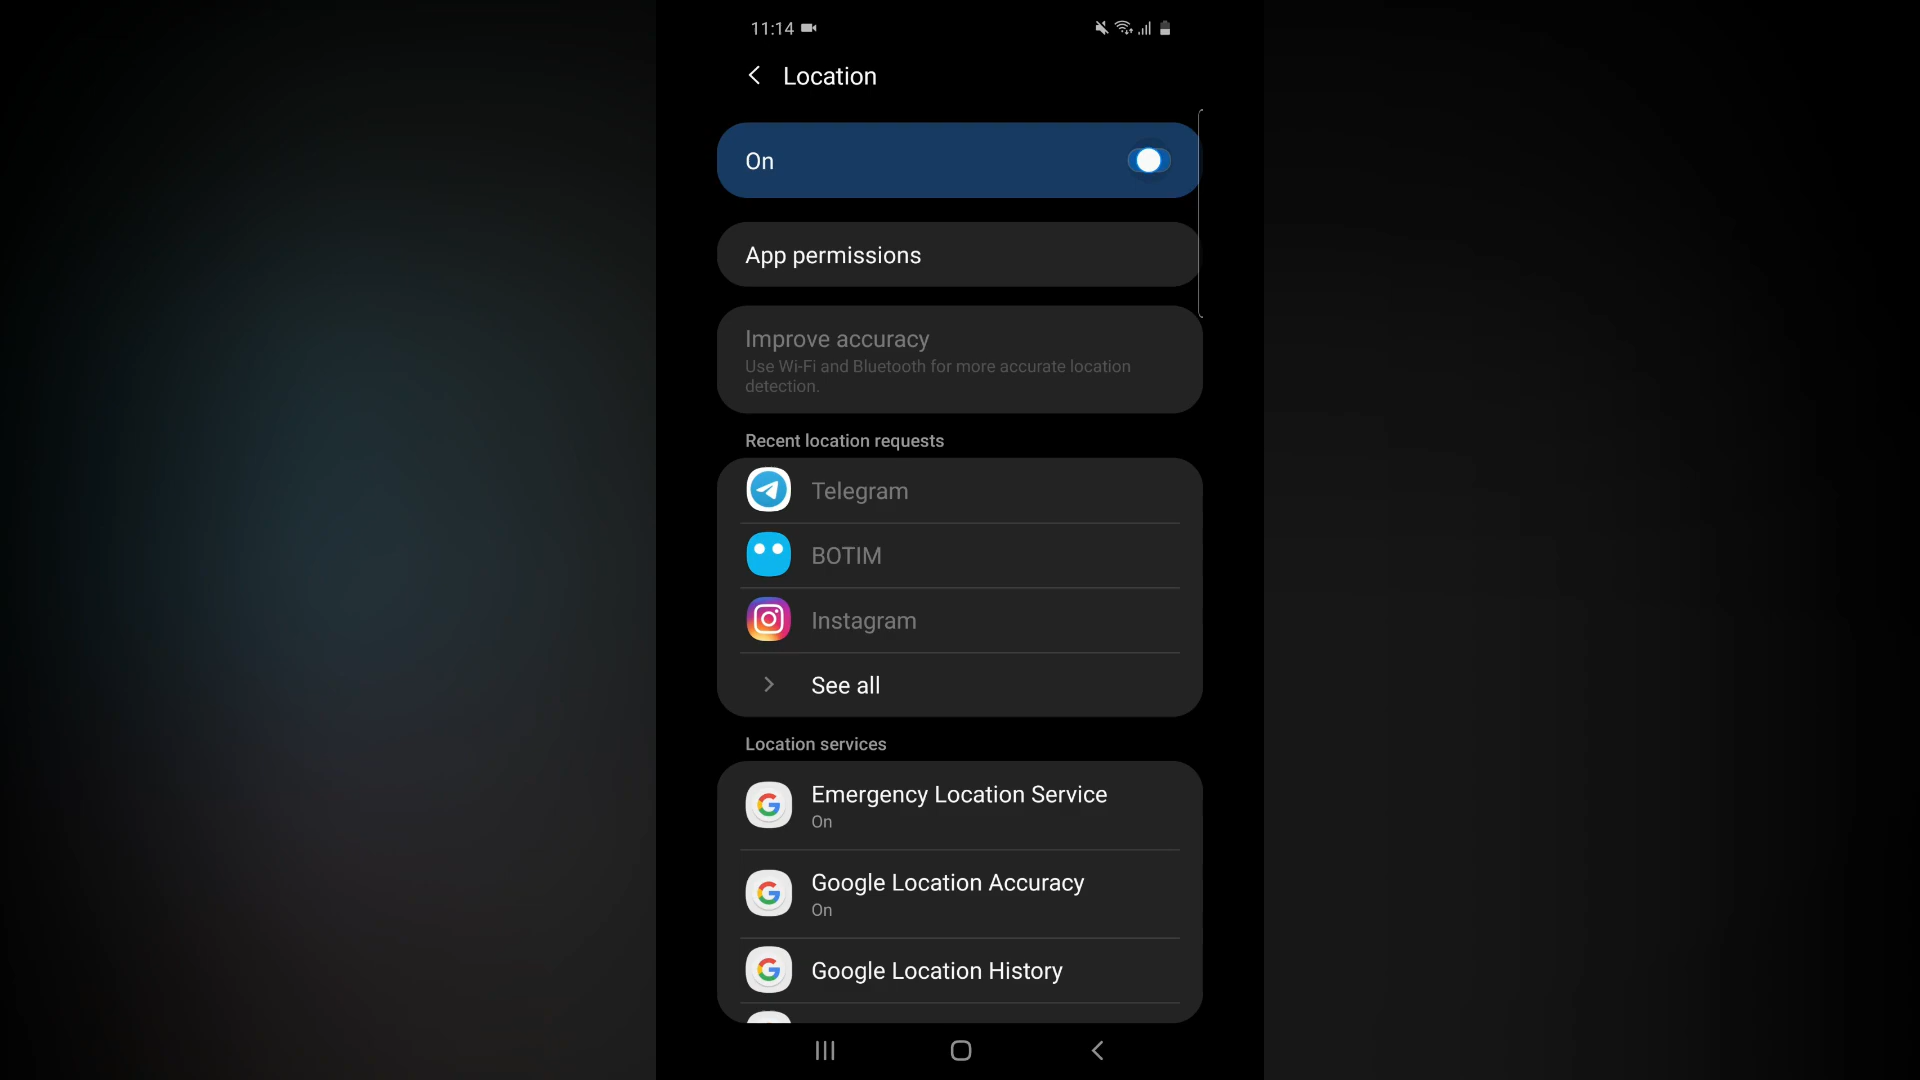 11:14
Location
On
App permissions
Improve accuracy
Use Wi-Fi and Bluetooth for more accurate location
detection.
Recent location requests
Telegram
BOTIM
Instagram
See all
Location services
Emergency Location Service
On
Google Location Accuracy
On
Google Location History